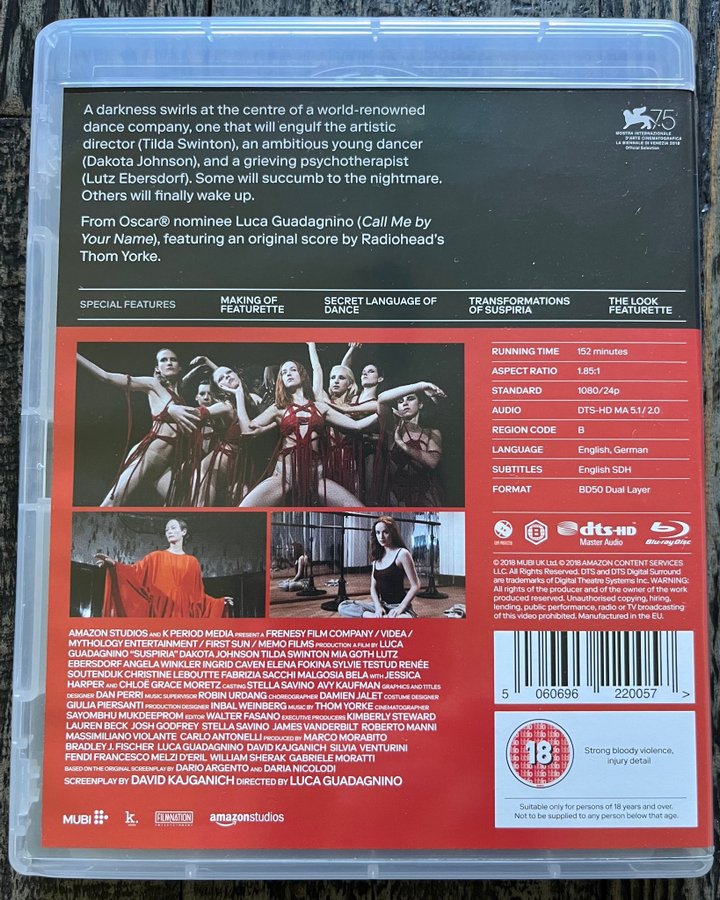 A darkness swirls at the centre of a world-renowned
dance company, one that will engulf the artistic
director (Tilda Swinton), an ambitious young dancer
(Dakota Johnson), and a grieving psychotherapist
(Lutz Ebersdorf). Some will succumb to the nightmare.
Others will finally wake up.
From Oscar® nominee Luca Guadagnino (Call Me by
Your Name), featuring an original score by Radiohead's
Thom Yorke.
75
MOSTRA INTERNAZIONALE
D'ARTE CINEMATOGRAFICA
LA BIENNALE DI VENEZIA 2018
Official Selection
SPECIAL FEATURES
MAKING OF
FEATURETTE
SECRET LANGUAGE OF
DANCE
TRANSFORMATIONS
OF SUSPIRIA
THE LOOK
FEATURETTE
RUNNING TIME 152 minutes
ASPECT RATIO 1.85:1
STANDARD 1080/24p
AUDIO DTS-HD MA 5.1 / 2.0
REGION CODE B
LANGUAGE English, German
SUBTITLES English SDH
FORMAT BD50 Dual Layer
B
dts-HD
Master Audio
Blu-ray Disc
© 2018 MUBI UK Ltd. © 2018 AMAZON CONTENT SERVICES
LLC. All Rights Reserved. DTS and DTS Digital Surround
are trademarks of Digital Theatre Systems Inc. WARNING:
All rights of the producer and of the owner of the work
produced reserved. Unauthorised copying, hiring,
lending, public performance, radio or TV broadcasting
of this video prohibited. Manufactured in the EU.
AMAZON STUDIOS AND K PERIOD MEDIA PRESENT A FRENESY FILM COMPANY / VIDEA /
MYTHOLOGY ENTERTAINMENT / FIRST SUN / MEMO FILMS PRODUCTION A FILM BY LUCA
GUADAGNINO "SUSPIRIA" DAKOTA JOHNSON TILDA SWINTON MIA GOTH LUTZ
EBERSDORF ANGELA WINKLER INGRID CAVEN ELENA FOKINA SYLVIE TESTUD RENÉE
SOUTENDIJK CHRISTINE LEBOUTTE FABRIZIA SACCHI MALGOSIA BELA WITH JESSICA
HARPER AND CHLOË GRACE MORETZ CASTING STELLA SAVINO AVY KAUFMAN GRAPHICS AND TITLES
DESIGNER DAN PERRI MUSIC SUPERVISOR ROBIN URDANG CHOREOGRAPHER DAMIEN JALET COSTUME DESIGNER
GIULIA PIERSANTI PRODUCTION DESIGNER INBAL WEINBERG MUSIC BY THOM YORKE CINEMATOGRAPHER
SAYOMBHU MUKDEEPROM EDITOR WALTER FASANO EXECUTIVE PRODUCERS KIMBERLY STEWARD
LAUREN BECK JOSH GODFREY STELLA SAVINO JAMES VANDERBILT ROBERTO MANNI
MASSIMILIANO VIOLANTE CARLO ANTONELLI PRODUCED BY MARCO MORABITO
BRADLEY J. FISCHER LUCA GUADAGNINO DAVID KAJGANICH SILVIA VENTURINI
FENDI FRANCESCO MELZI D'ERIL WILLIAM SHERAK GABRIELE MORATTI
BASED ON THE ORIGINAL SCREENPLAY BY DARIO ARGENTO AND DARIA NICOLODI
SCREENPLAY BY DAVID KAJGANICH DIRECTED BY LUCA GUADAGNINO
5 060696 220057 >
18
Strong bloody violence,
injury detail
Suitable only for persons of 18 years and over.
Not to be supplied to any person below that age.
MUBI
k.
FILMNATION
ENTERTAINMENT
amazonstudios